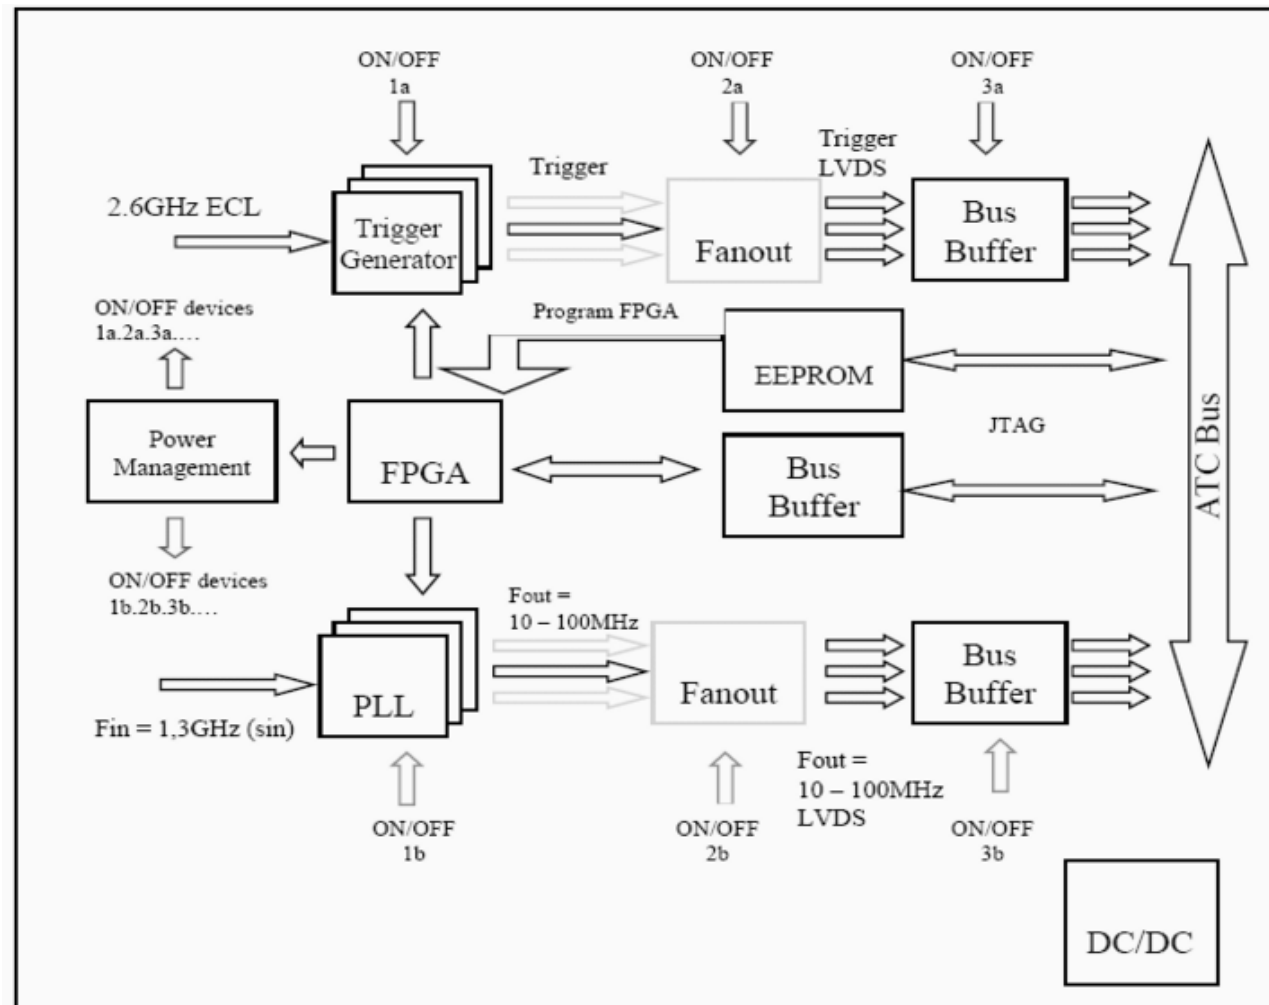 ON/OFF
1a
ON/OFF
2a
ON/OFF
3a
Trigger
Trigger
LVDS
2.6GHz ECL
Trigger
Generator
Fanout
Bus
Buffer
ON/OFF devices
1a.2a.3a....
Program FPGA
EEPROM
Power
Management
FPGA
JTAG
Bus
Buffer
ATC Bus
ON/OFF devices
1b.2b.3b....
Fout =
10 – 100MHz
PLL
Fanout
Bus
Buffer
Fin = 1,3GHz (sin)
Fout =
10 – 100MHz
LVDS
ON/OFF
1b
ON/OFF
2b
ON/OFF
3b
DC/DC